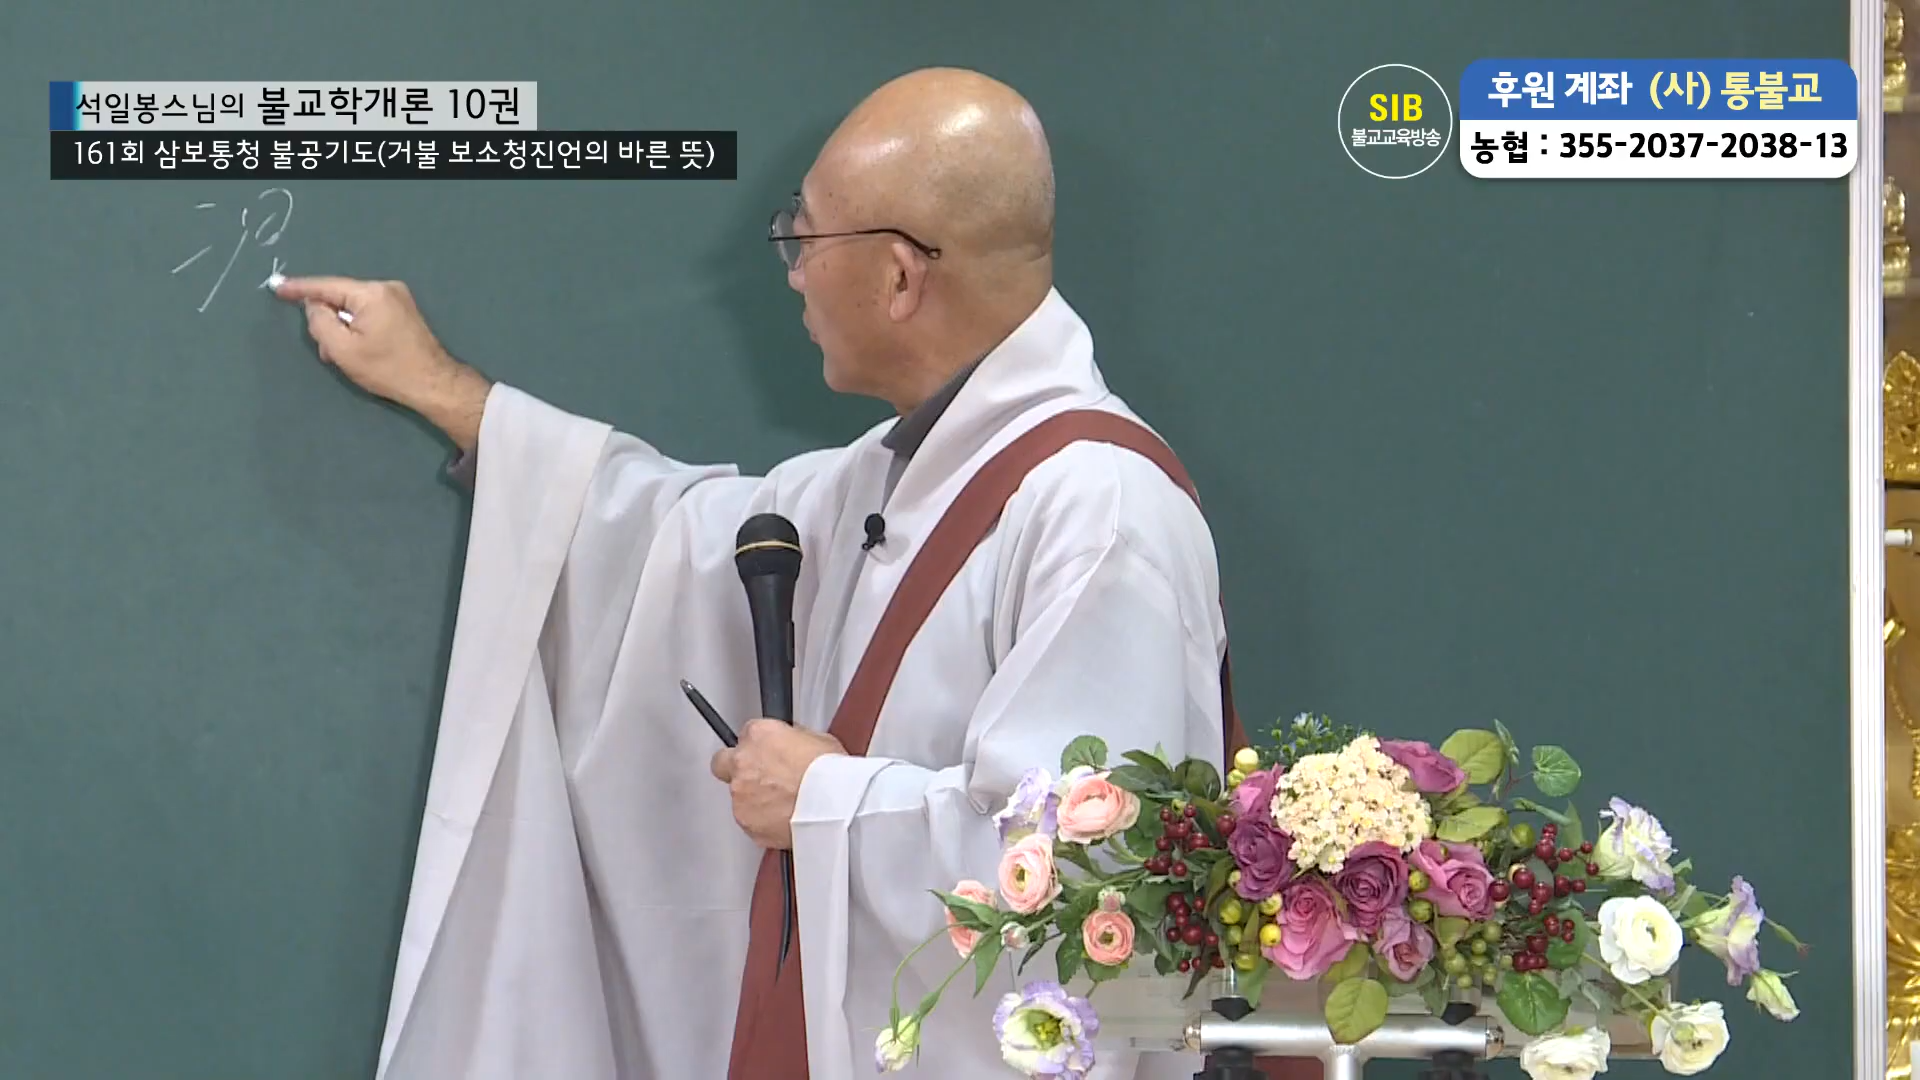 석일봉스님의 불교학개론 10권
161회 삼보통청 불공기도(거불 보소청진언의 바른 뜻)
SIB
불교교육방송
후원 계좌 (사) 통불교
농협 : 355-2037-2038-13